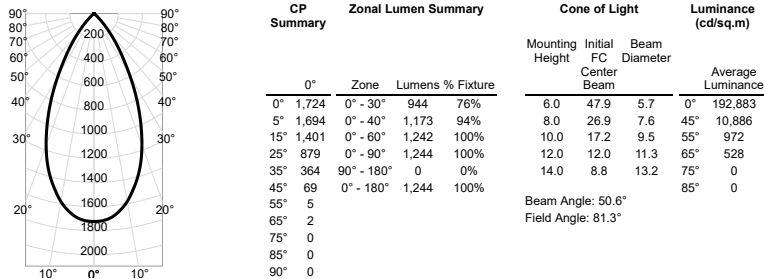 90° 90°
80° 80°
70° 200 70°
60° 400 60°
50° 600 50°
40° 800 40°
1000
30° 30°
1200
1400
1600
20° 20°
1800
2000
10° 0° 10°
CP Summary
0°
0° 1,724
5° 1,694
15° 1,401
25° 879
35° 364
45° 69
55° 5
65° 2
75° 0
85° 0
90° 0
Zonal Lumen Summary
Zone Lumens % Fixture
0° - 30° 944 76%
0° - 40° 1,173 94%
0° - 60° 1,242 100%
0° - 90° 1,244 100%
90° - 180° 0 0%
0° - 180° 1,244 100%
Cone of Light
Mounting Initial Beam
Height FC Diameter
Center
Beam
6.0 47.9 5.7
8.0 26.9 7.6
10.0 17.2 9.5
12.0 12.0 11.3
14.0 8.8 13.2
Beam Angle: 50.6°
Field Angle: 81.3°
Luminance
(cd/sq.m)
Average
Luminance
0° 192,883
45° 10,886
55° 972
65° 528
75° 0
85° 0